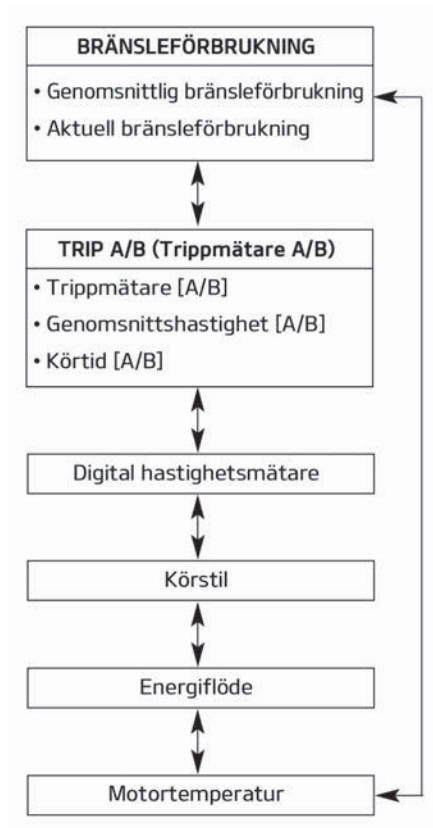 BRÄNSLEFÖRBRUKNING
• Genomsnittlig bränsleförbrukning
• Aktuell bränsleförbrukning
TRIP A/B (Trippmätare A/B)
• Trippmätare [A/B]
• Genomsnittshastighet [A/B]
• Körtid [A/B]
Digital hastighetsmätare
Körstil
Energiflöde
Motortemperatur